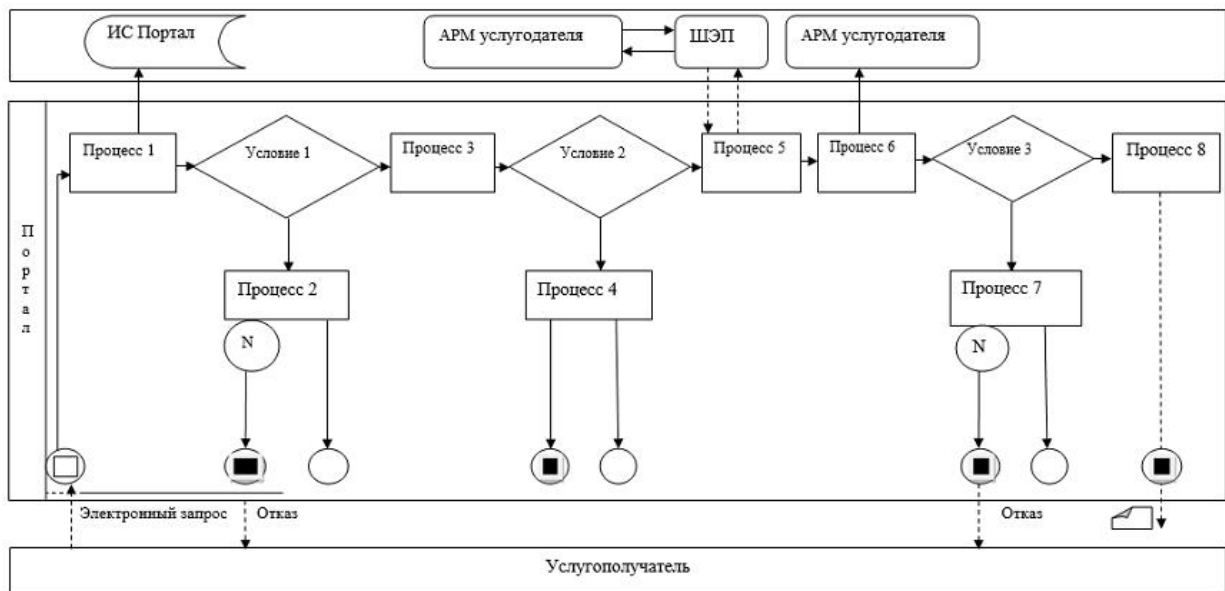 ИС Портал
АРМ услугодателя
ШЭП
АРМ услугодателя
Портал
Процесс 1
Условие 1
Процесс 3
Условие 2
Процесс 5
Процесс 6
Условие 3
Процесс 8
Процесс 2
Процесс 4
Процесс 7
N
N
Электронный запрос
Отказ
Отказ
Услугополучатель